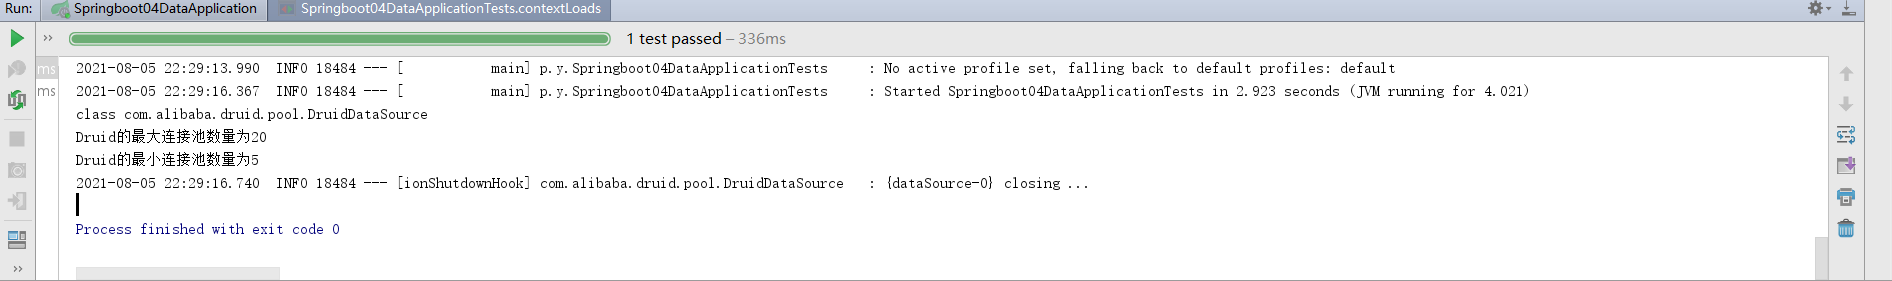 Run: Springboot04DataApplication Springboot04DataApplicationTests.contextLoads
1 test passed – 336ms
ms 2021-08-05 22:29:13.990  INFO 18484 --- [           main] p.y.Springboot04DataApplicationTests     : No active profile set, falling back to default profiles: default
ms 2021-08-05 22:29:16.367  INFO 18484 --- [           main] p.y.Springboot04DataApplicationTests     : Started Springboot04DataApplicationTests in 2.923 seconds (JVM running for 4.021)
class com.alibaba.druid.pool.DruidDataSource
Druid的最大连接池数量为20
Druid的最小连接池数量为5
2021-08-05 22:29:16.740  INFO 18484 --- [ionShutdownHook] com.alibaba.druid.pool.DruidDataSource   : {dataSource-0} closing ...
Process finished with exit code 0